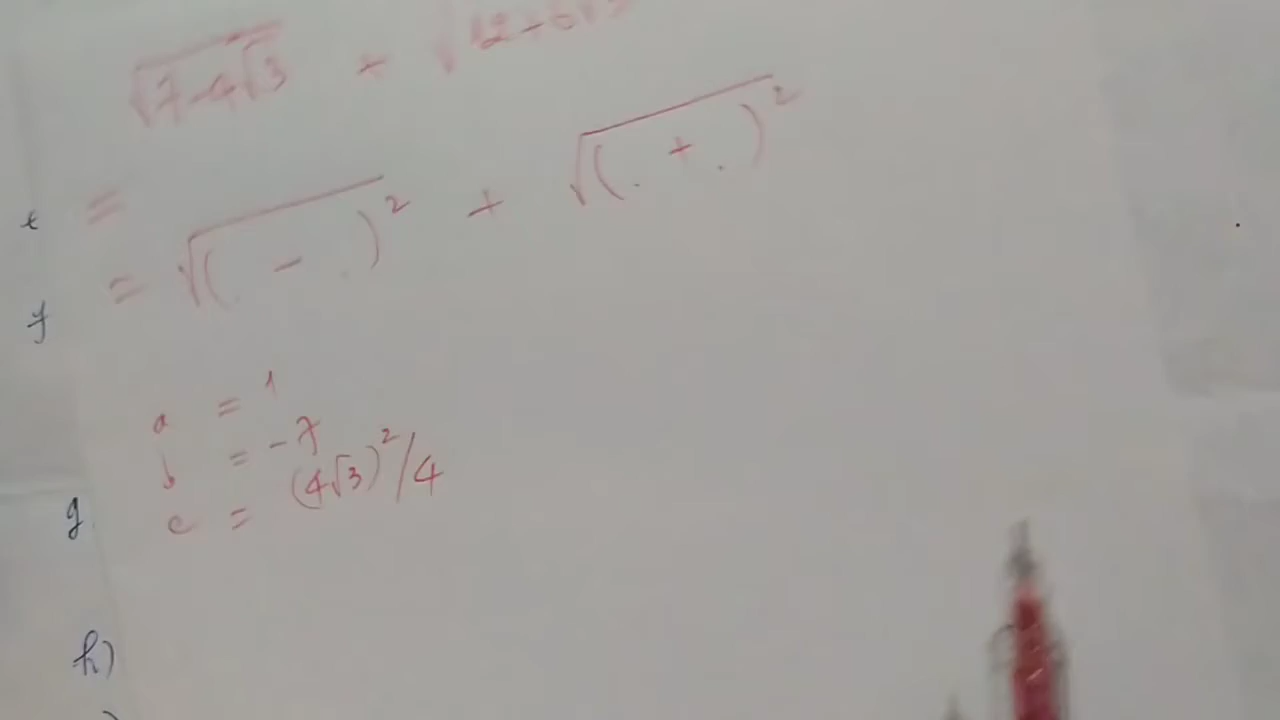 √7-4√3 + √12+6√3
=
= √( . - . )² + √( . + . )²
a = 1
b = -7
c = (4√3)²/4
e
f
g
h)